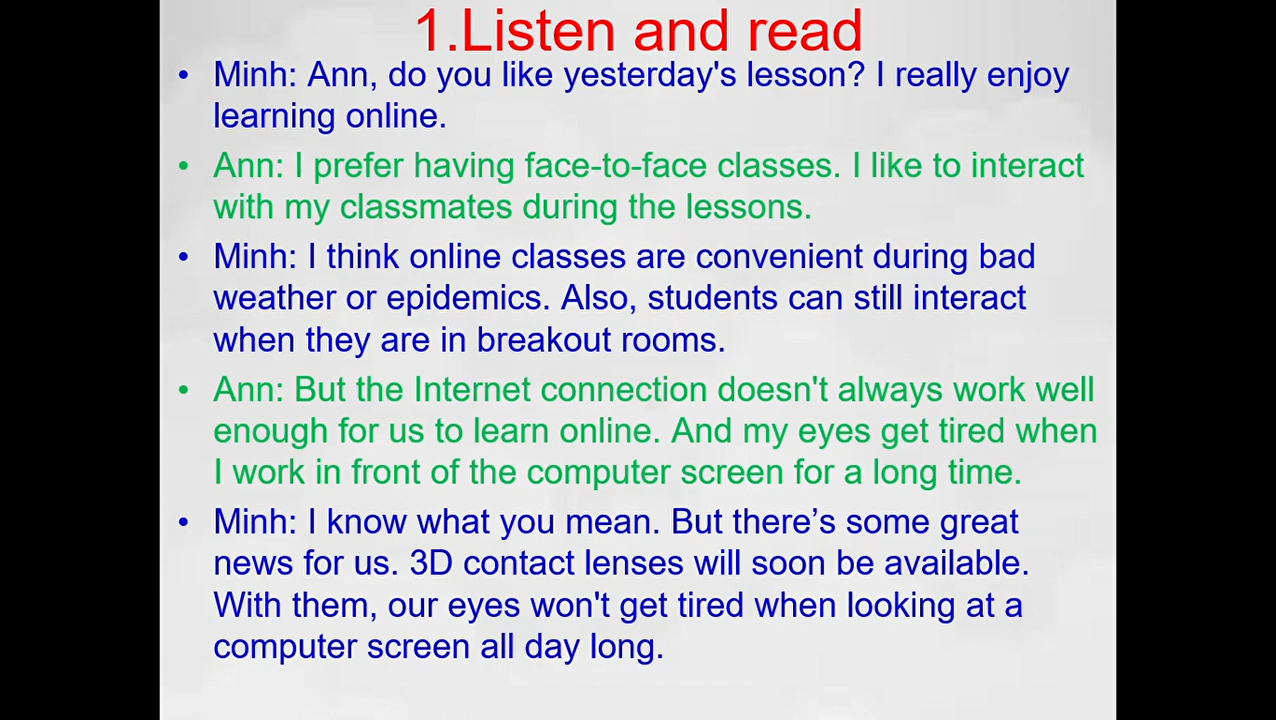 1.Listen and read
• Minh: Ann, do you like yesterday's lesson? I really enjoy
learning online.
• Ann: I prefer having face-to-face classes. I like to interact
with my classmates during the lessons.
• Minh: I think online classes are convenient during bad
weather or epidemics. Also, students can still interact
when they are in breakout rooms.
• Ann: But the Internet connection doesn't always work well
enough for us to learn online. And my eyes get tired when
I work in front of the computer screen for a long time.
• Minh: I know what you mean. But there’s some great
news for us. 3D contact lenses will soon be available.
With them, our eyes won't get tired when looking at a
computer screen all day long.